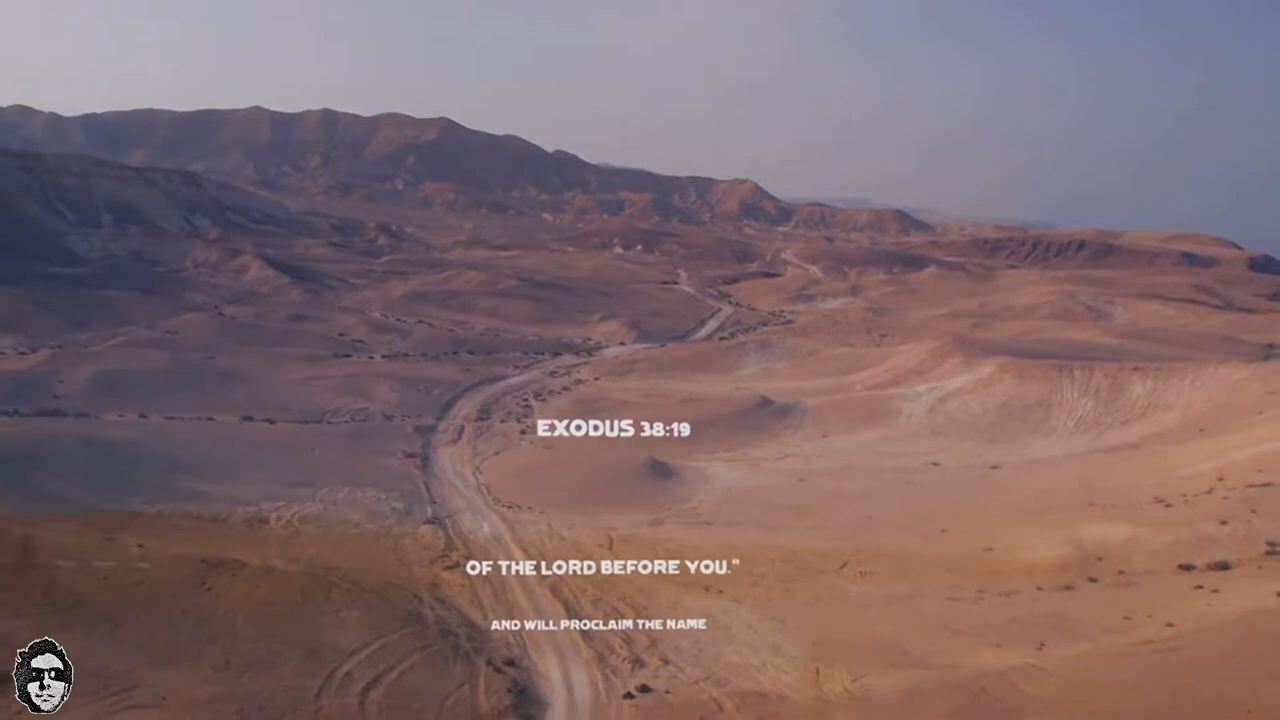 EXODUS 38:19
OF THE LORD BEFORE YOU."
AND WILL PROCLAIM THE NAME